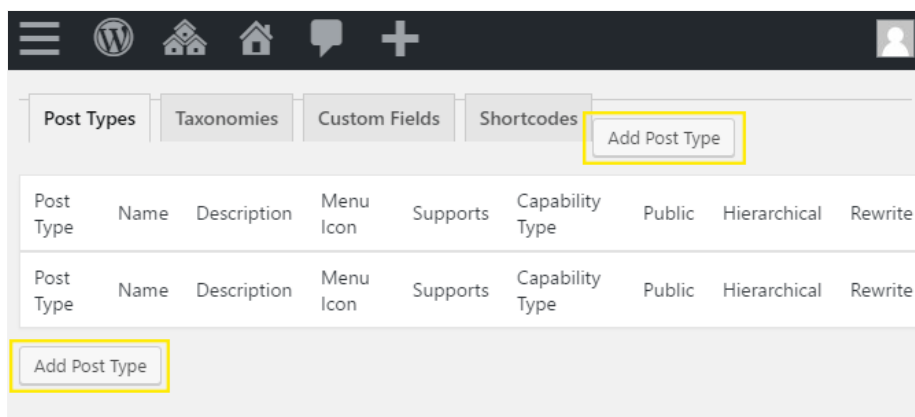 Post Types Taxonomies Custom Fields Shortcodes Add Post Type
Post Type Name Description Menu Icon Supports Capability Type Public Hierarchical Rewrite
Post Type Name Description Menu Icon Supports Capability Type Public Hierarchical Rewrite
Add Post Type